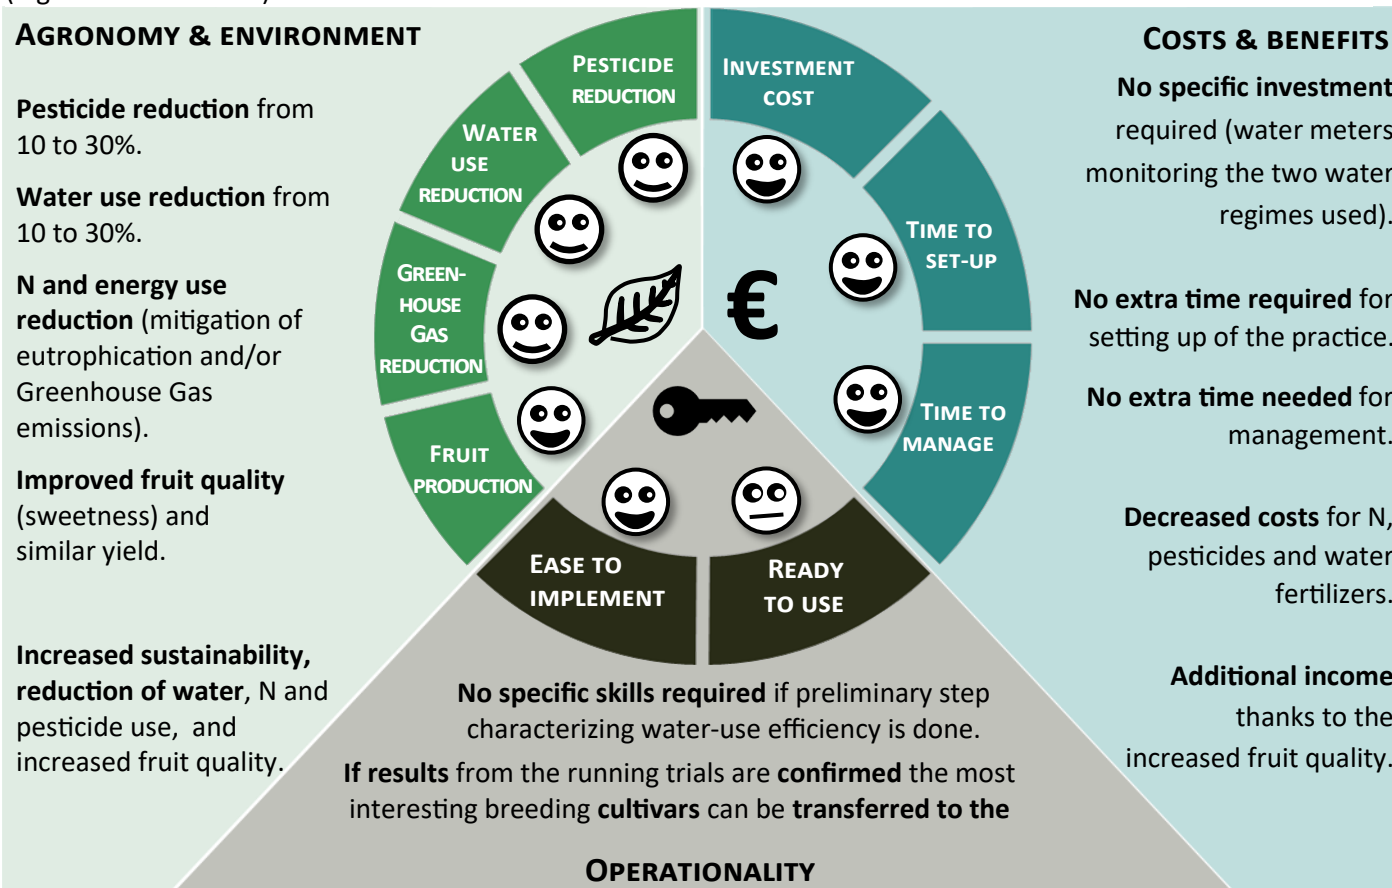 AGRONOMY & ENVIRONMENT
Pesticide reduction from
10 to 30%.
Water use reduction from
10 to 30%.
N and energy use
reduction (mitigation of
eutrophication and/or
Greenhouse Gas
emissions).
Improved fruit quality
(sweetness) and
similar yield.
Increased sustainability,
reduction of water, N and
pesticide use, and
increased fruit quality.
PESTICIDE
REDUCTION
WATER
USE
REDUCTION
GREEN-
HOUSE
GAS
REDUCTION
FRUIT
PRODUCTION
INVESTMENT
COST
TIME TO
SET-UP
TIME TO
MANAGE
€
EASE TO
IMPLEMENT
READY
TO USE
COSTS & BENEFITS
No specific investment
required (water meters
monitoring the two water
regimes used).
No extra time required for
setting up of the practice.
No extra time needed for
management.
Decreased costs for N,
pesticides and water
fertilizers.
Additional income
thanks to the
increased fruit quality.
No specific skills required if preliminary step
characterizing water-use efficiency is done.
If results from the running trials are confirmed the most
interesting breeding cultivars can be transferred to the
OPERATIONALITY